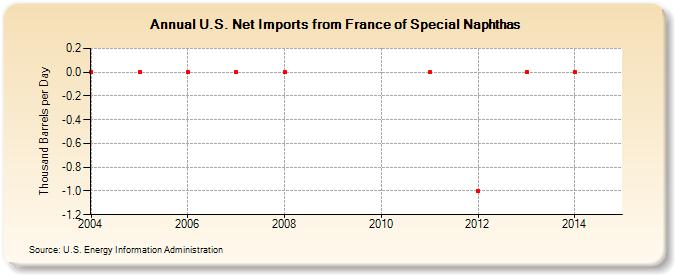 Annual U.S. Net Imports from France of Special Naphthas
Thousand Barrels per Day
0.2
0.0
-0.2
-0.4
-0.6
-0.8
-1.0
-1.2
2004 2006 2008 2010 2012 2014
Source: U.S. Energy Information Administration